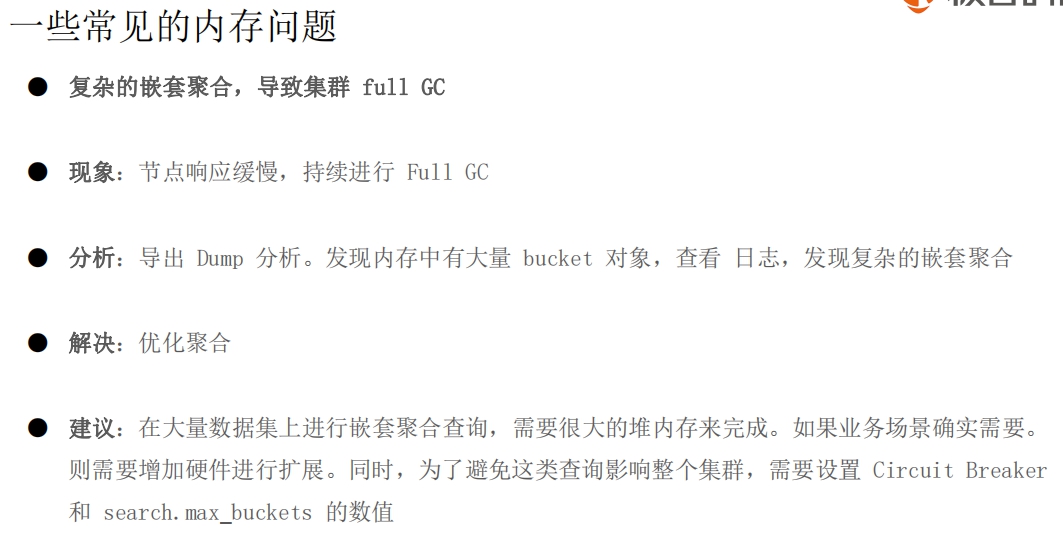 一些常见的内存问题
● 复杂的嵌套聚合，导致集群 full GC
● 现象：节点响应缓慢，持续进行 Full GC
● 分析：导出 Dump 分析。发现内存中有大量 bucket 对象，查看 日志，发现复杂的嵌套聚合
● 解决：优化聚合
● 建议：在大量数据集上进行嵌套聚合查询，需要很大的堆内存来完成。如果业务场景确实需要。
则需要增加硬件进行扩展。同时，为了避免这类查询影响整个集群，需要设置 Circuit Breaker
和 search.max_buckets 的数值